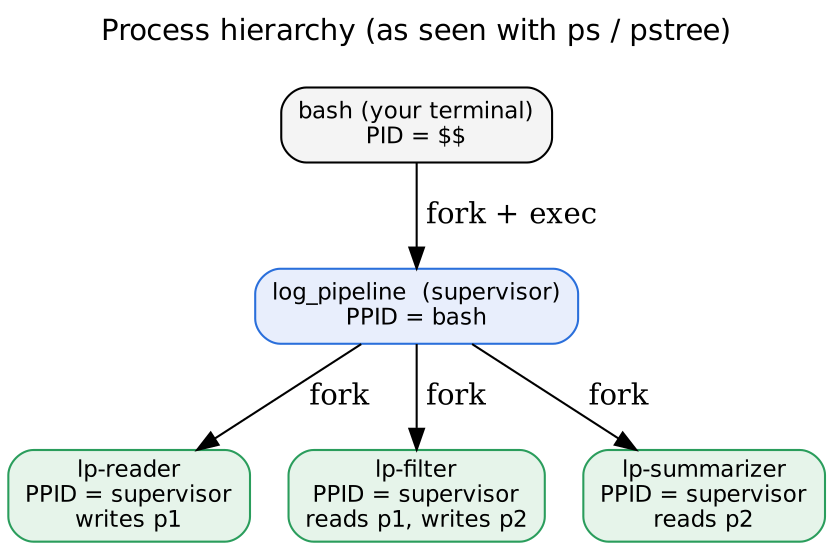 Process hierarchy (as seen with ps / pstree)
bash (your terminal)
PID = $$
fork + exec
log_pipeline  (supervisor)
PPID = bash
fork
fork
fork
lp-reader
PPID = supervisor
writes p1
lp-filter
PPID = supervisor
reads p1, writes p2
lp-summarizer
PPID = supervisor
reads p2